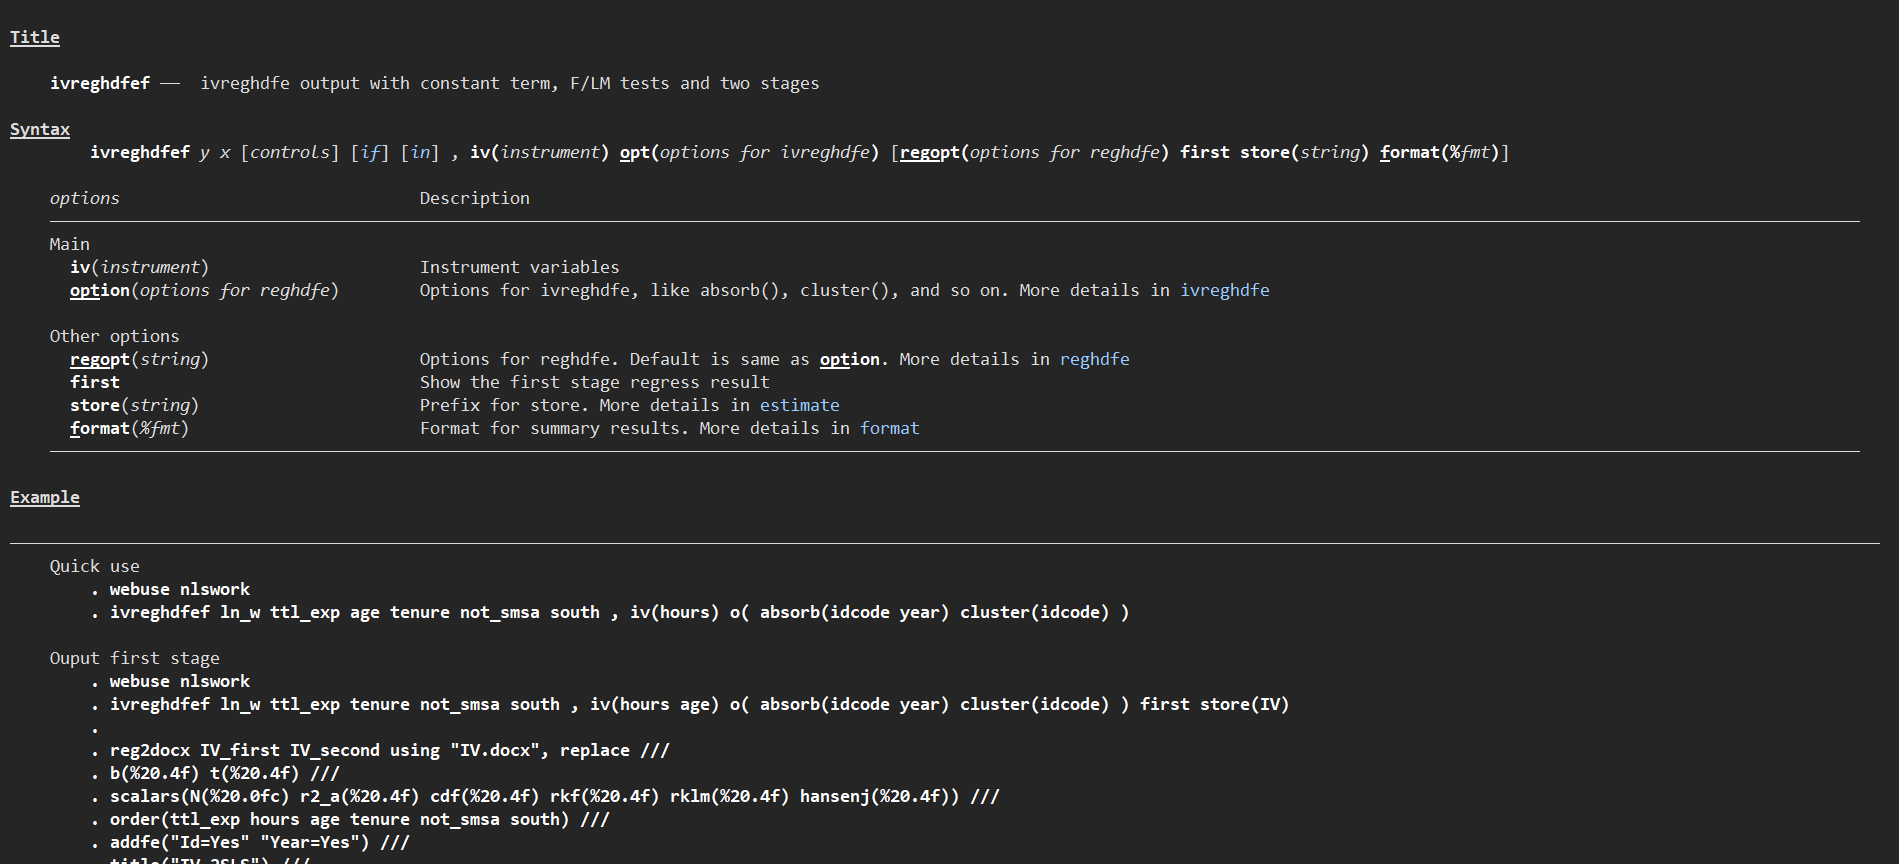 Title
ivreghdfef —— ivreghdfe output with constant term, F/LM tests and two stages
Syntax
ivreghdfef y x [controls] [if] [in] , iv(instrument) opt(options for ivreghdfe) [regopt(options for reghdfe) first store(string) format(%fmt)]
options Description
Main
iv(instrument) Instrument variables
option(options for reghdfe) Options for ivreghdfe, like absorb(), cluster(), and so on. More details in ivreghdfe
Other options
regopt(string) Options for reghdfe. Default is same as option. More details in reghdfe
first Show the first stage regress result
store(string) Prefix for store. More details in estimate
format(%fmt) Format for summary results. More details in format
Example
Quick use
. webuse nlswork
. ivreghdfef ln_w ttl_exp age tenure not_smsa south , iv(hours) o( absorb(idcode year) cluster(idcode) )
Ouput first stage
. webuse nlswork
. ivreghdfef ln_w ttl_exp tenure not_smsa south , iv(hours age) o( absorb(idcode year) cluster(idcode) ) first store(IV)
.
. reg2docx IV_first IV_second using "IV.docx", replace ///
. b(%20.4f) t(%20.4f) ///
. scalars(N(%20.0fc) r2_a(%20.4f) cdf(%20.4f) rkf(%20.4f) rklm(%20.4f) hansenj(%20.4f)) ///
. order(ttl_exp hours age tenure not_smsa south) ///
. addfe("Id=Yes" "Year=Yes") ///
. title("IV-2SLS") ///